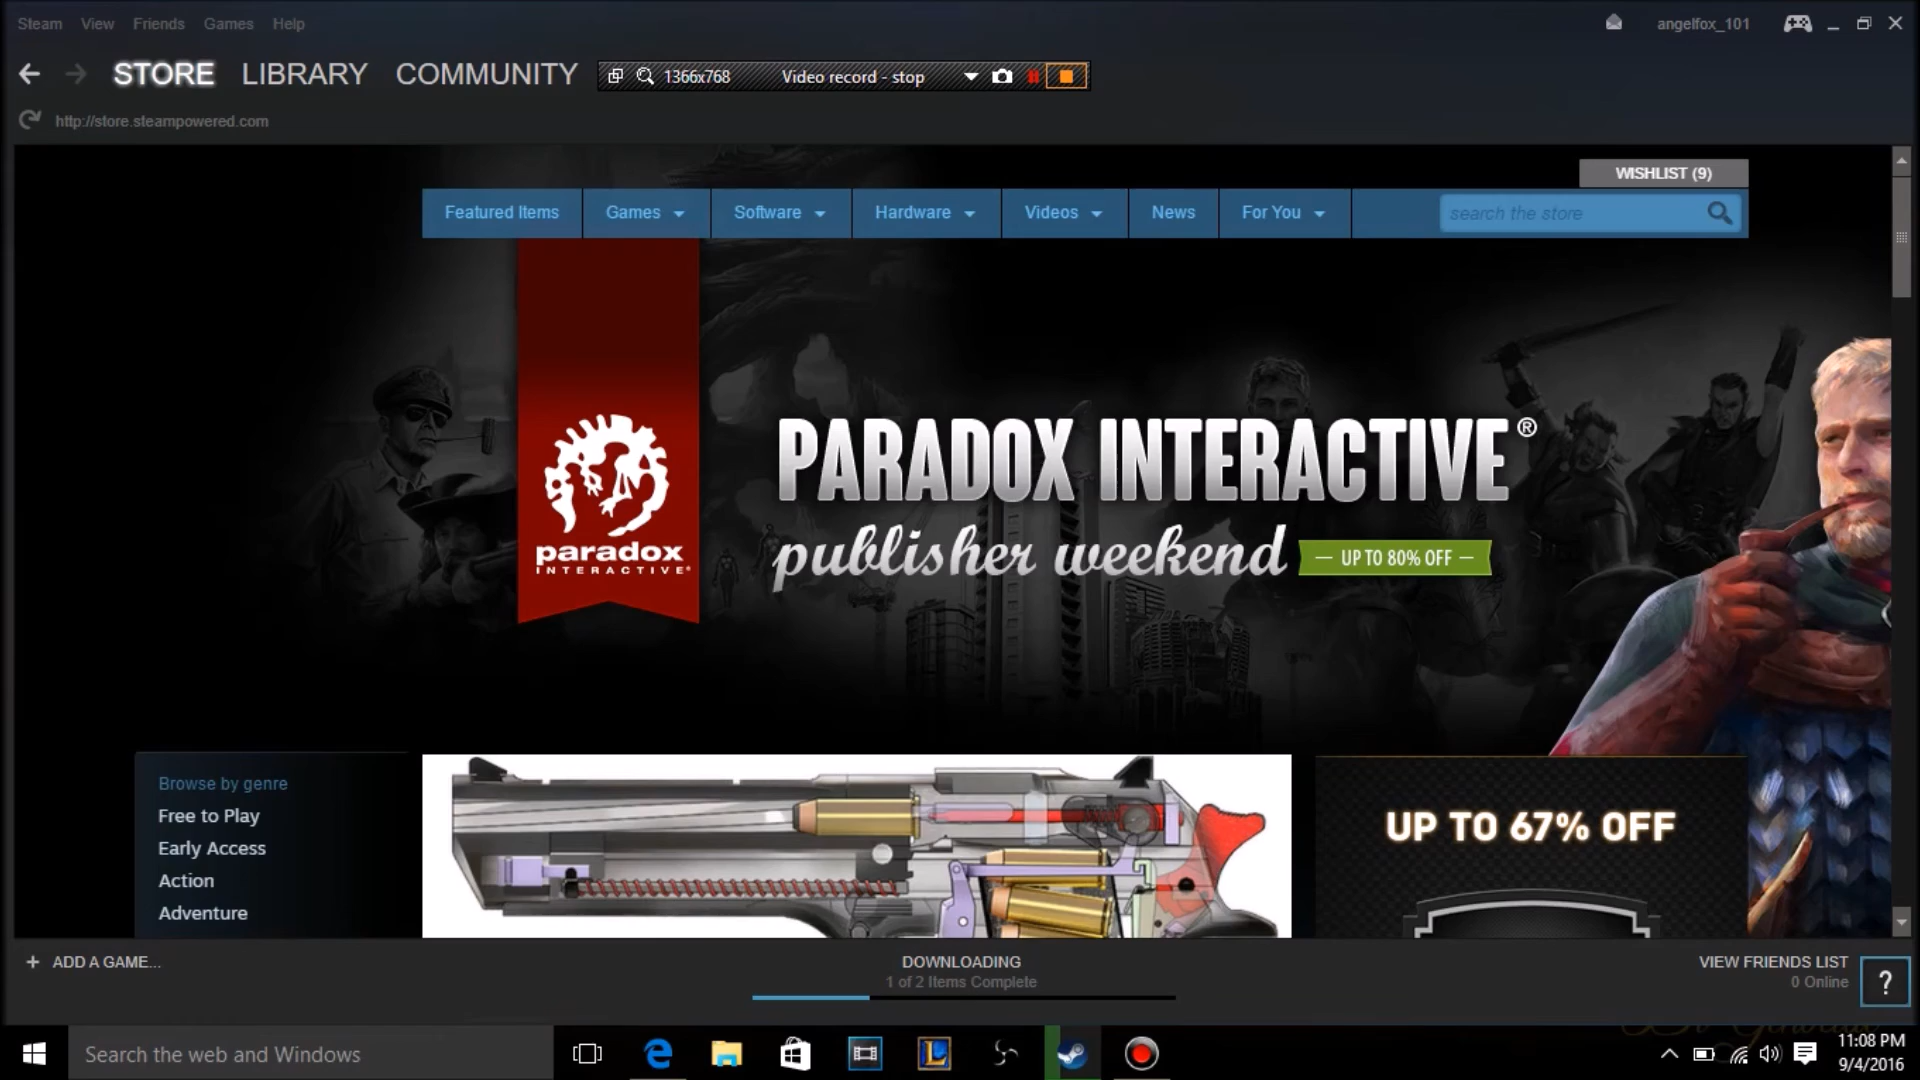 Steam View Friends Games Help
angelfox_101
STORE LIBRARY COMMUNITY
1366x768 Video record - stop
http://store.steampowered.com
WISHLIST (9)
Featured Items Games Software Hardware Videos News For You
search the store
PARADOX INTERACTIVE®
publisher weekend
— UP TO 80% OFF —
paradox
INTERACTIVE®
Browse by genre
Free to Play
Early Access
Action
Adventure
UP TO 67% OFF
+ ADD A GAME...
DOWNLOADING
1 of 2 Items Complete
VIEW FRIENDS LIST
0 Online
?
Search the web and Windows
11:08 PM
9/4/2016